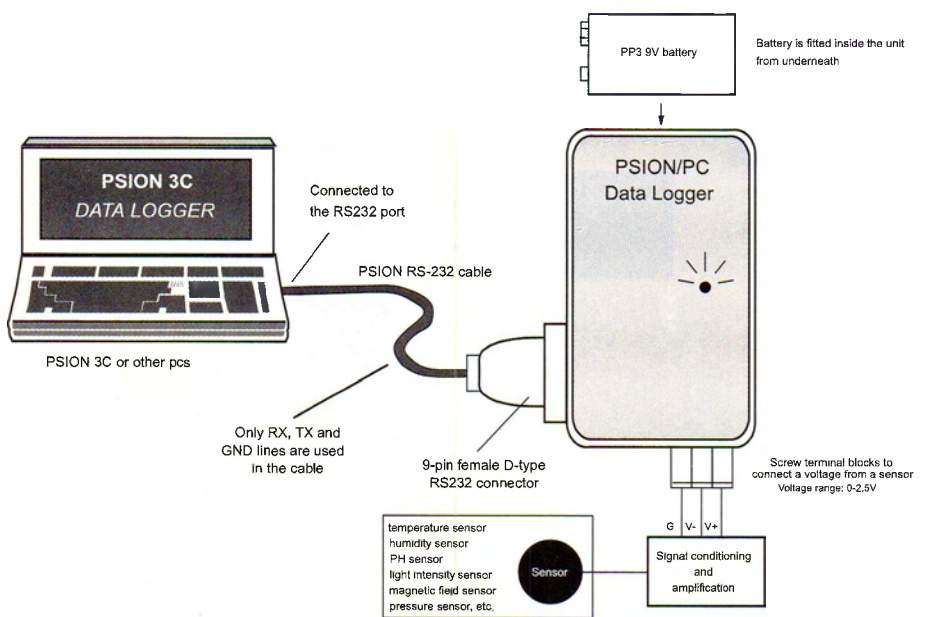 PP3 9V battery
Battery is fitted inside the unit
from underneath
PSION 3C
DATA LOGGER
Connected to
the RS232 port
PSION RS-232 cable
PSION/PC
Data Logger
PSION 3C or other pcs
Only RX, TX and
GND lines are used
in the cable
9-pin female D-type
RS232 connector
Screw terminal blocks to
connect a voltage from a sensor
Voltage range: 0-2.5V
G V- V+
temperature sensor
humidity sensor
PH sensor
light intensity sensor
magnetic field sensor
pressure sensor, etc.
Sensor
Signal conditioning
and
amplification